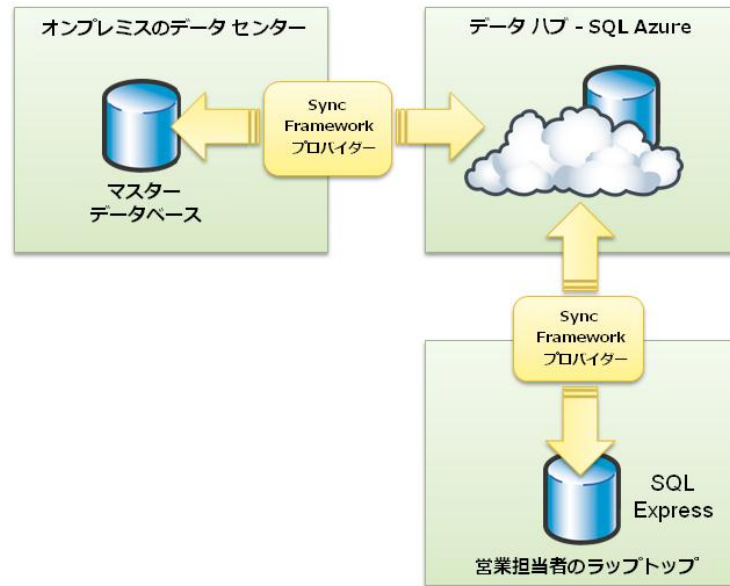 オンプレミスのデータ センター
Sync
Framework
プロバイダー
マスター
データベース
データ ハブ - SQL Azure
Sync
Framework
プロバイダー
SQL
Express
営業担当者のラップトップ